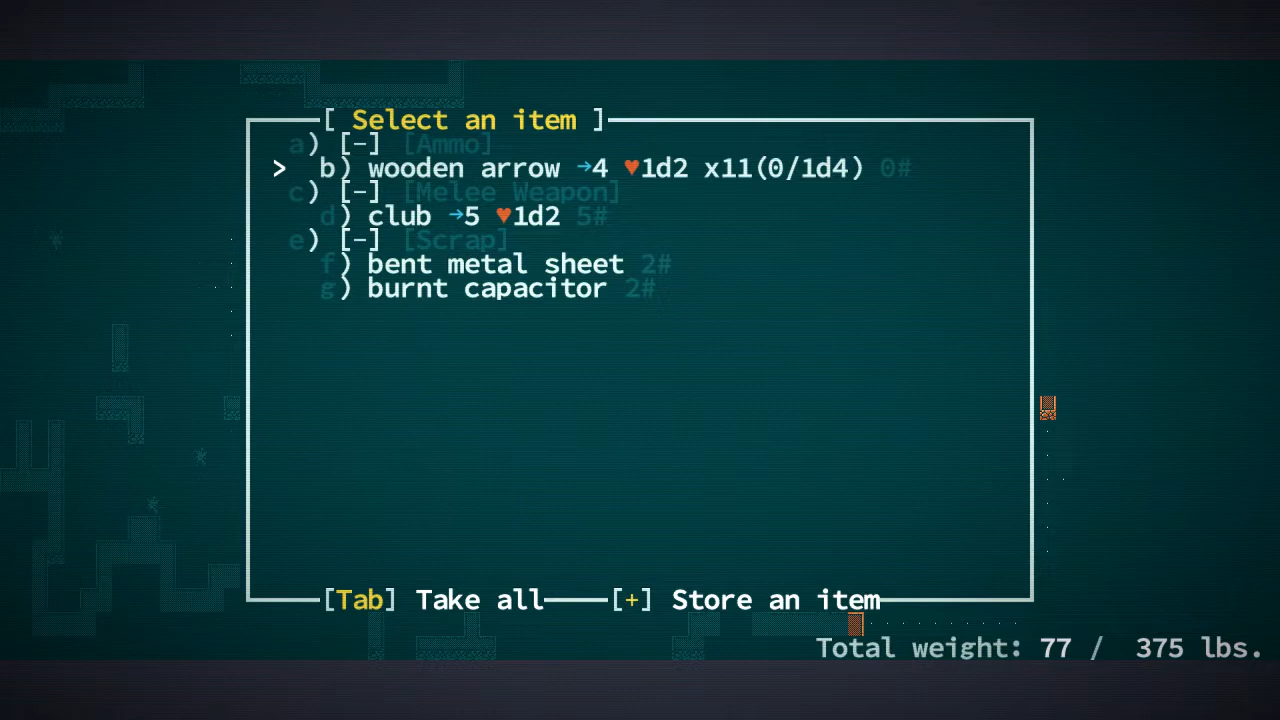 [ Select an item ]
a) [-] [Ammo]
> b) wooden arrow →4 ♥1d2 x11(0/1d4) 0#
c) [-] [Melee Weapon]
d) club →5 ♥1d2 5#
e) [-] [Scrap]
f) bent metal sheet 2#
g) burnt capacitor 2#
[Tab] Take all [+] Store an item
Total weight: 77 / 375 lbs.